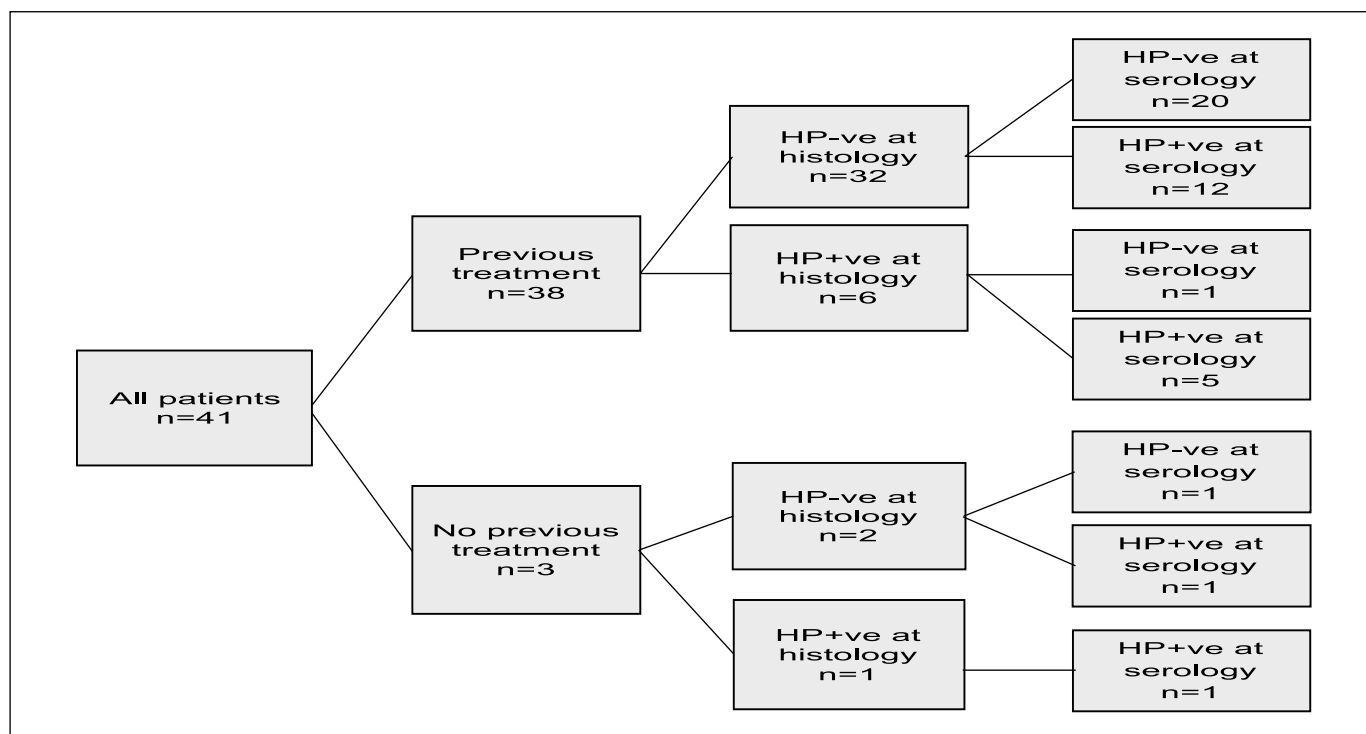 All patients
n=41
Previous
treatment
n=38
No previous
treatment
n=3
HP-ve at
histology
n=32
HP+ve at
histology
n=6
HP-ve at
histology
n=2
HP+ve at
histology
n=1
HP-ve at
serology
n=20
HP+ve at
serology
n=12
HP-ve at
serology
n=1
HP+ve at
serology
n=5
HP-ve at
serology
n=1
HP+ve at
serology
n=1
HP+ve at
serology
n=1